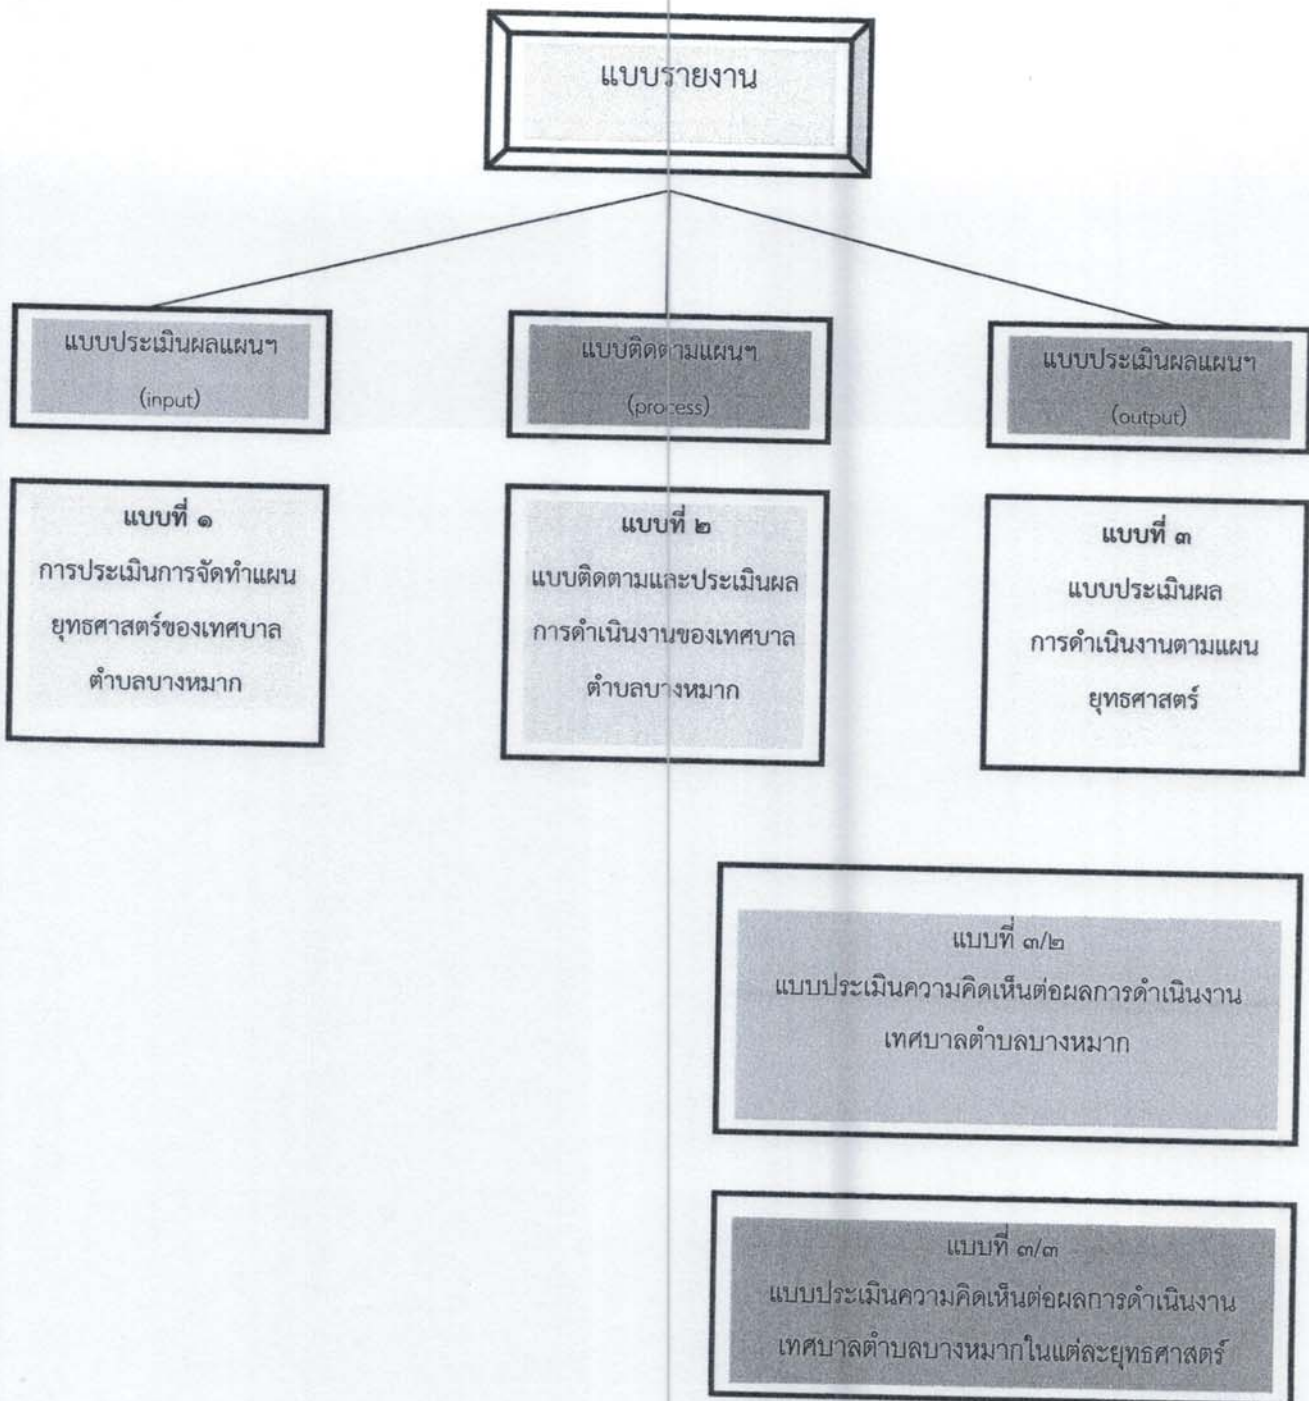 แบบรายงาน
แบบประเมินผลแผนฯ
(input)
แบบติดตามแผนฯ
(process)
แบบประเมินผลแผนฯ
(output)
แบบที่ ๑
การประเมินการจัดทำแผน
ยุทธศาสตร์ของเทศบาล
ตำบลบางหมาก
แบบที่ ๒
แบบติดตามและประเมินผล
การดำเนินงานของเทศบาล
ตำบลบางหมาก
แบบที่ ๓
แบบประเมินผล
การดำเนินงานตามแผน
ยุทธศาสตร์
แบบที่ ๓/๒
แบบประเมินความคิดเห็นต่อผลการดำเนินงาน
เทศบาลตำบลบางหมาก
แบบที่ ๓/๓
แบบประเมินความคิดเห็นต่อผลการดำเนินงาน
เทศบาลตำบลบางหมากในแต่ละยุทธศาสตร์